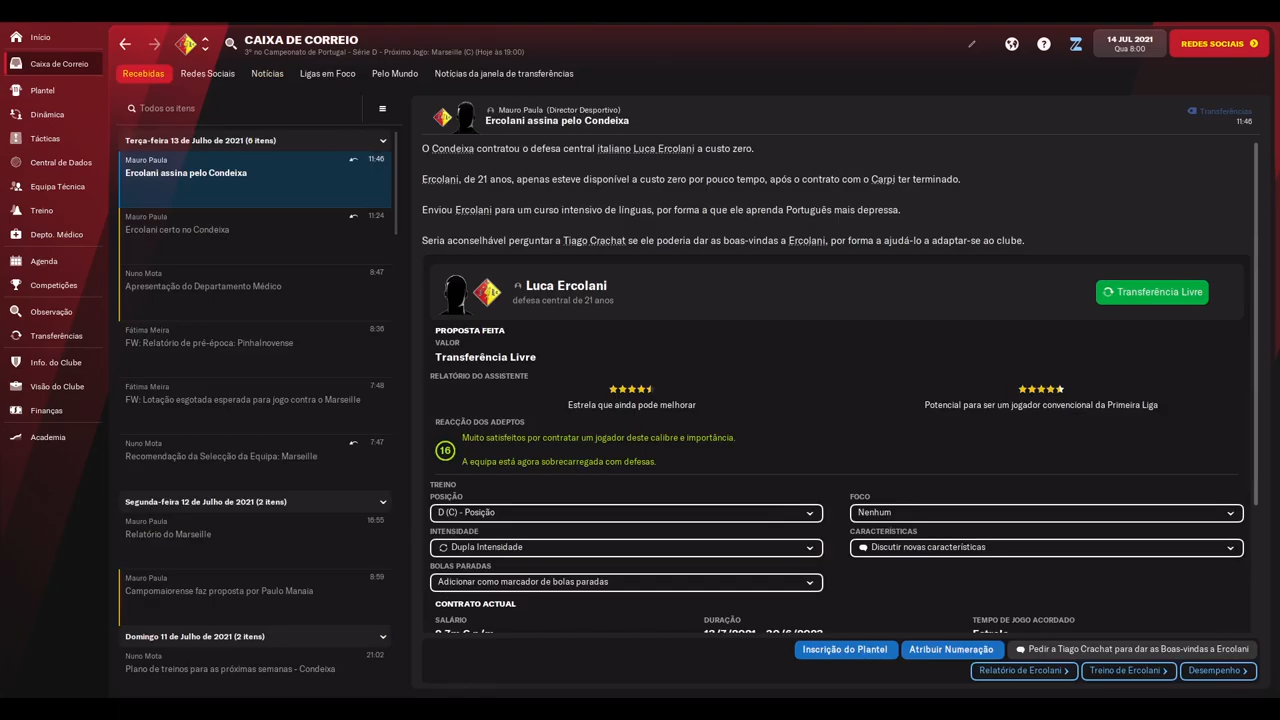 Início
Caixa de Correio
Plantel
Dinâmica
Tácticas
Central de Dados
Equipa Técnica
Treino
Depto. Médico
Agenda
Competições
Observação
Transferências
Info. do Clube
Visão do Clube
Finanças
Academia
CAIXA DE CORREIO
3º no Campeonato de Portugal - Série D - Próximo Jogo: Marseille (C) (Hoje às 19:00)
14 JUL 2021
Qua 8:00
REDES SOCIAIS
Recebidas
Redes Sociais
Notícias
Ligas em Foco
Pelo Mundo
Notícias da janela de transferências
Todos os itens
Terça-feira 13 de Julho de 2021 (6 itens)
Mauro Paula 11:46
Ercolani assina pelo Condeixa
Mauro Paula 11:24
Ercolani certo no Condeixa
Nuno Mota 8:47
Apresentação do Departamento Médico
Fátima Meira 8:36
FW: Relatório de pré-época: Pinhalnovense
Fátima Meira 7:48
FW: Lotação esgotada esperada para jogo contra o Marseille
Nuno Mota 7:47
Recomendação da Selecção da Equipa: Marseille
Segunda-feira 12 de Julho de 2021 (2 itens)
Mauro Paula 16:55
Relatório do Marseille
Mauro Paula 8:59
Campomaiorense faz proposta por Paulo Manaia
Domingo 11 de Julho de 2021 (2 itens)
Nuno Mota 21:02
Plano de treinos para as próximas semanas - Condeixa
Mauro Paula (Director Desportivo)
Ercolani assina pelo Condeixa
Transferências
11:46
O Condeixa contratou o defesa central italiano Luca Ercolani a custo zero.
Ercolani, de 21 anos, apenas esteve disponível a custo zero por pouco tempo, após o contrato com o Carpi ter terminado.
Enviou Ercolani para um curso intensivo de línguas, por forma a que ele aprenda Português mais depressa.
Seria aconselhável perguntar a Tiago Crachat se ele poderia dar as boas-vindas a Ercolani, por forma a ajudá-lo a adaptar-se ao clube.
Luca Ercolani
defesa central de 21 anos
Transferência Livre
PROPOSTA FEITA
VALOR
Transferência Livre
RELATÓRIO DO ASSISTENTE
Estrela que ainda pode melhorar
Potencial para ser um jogador convencional da Primeira Liga
REACÇÃO DOS ADEPTOS
16
Muito satisfeitos por contratar um jogador deste calibre e importância.
A equipa está agora sobrecarregada com defesas.
TREINO
POSIÇÃO
D (C) - Posição
FOCO
Nenhum
INTENSIDADE
Dupla Intensidade
CARACTERÍSTICAS
Discutir novas características
BOLAS PARADAS
Adicionar como marcador de bolas paradas
CONTRATO ACTUAL
SALÁRIO
DURAÇÃO
TEMPO DE JOGO ACORDADO
Estrela
Inscrição do Plantel
Atribuir Numeração
Pedir a Tiago Crachat para dar as Boas-vindas a Ercolani
Relatório de Ercolani
Treino de Ercolani
Desempenho